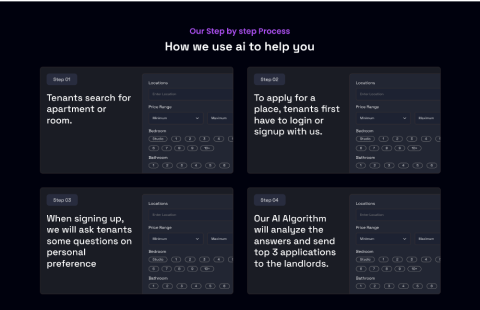 Our Step by step Process
How we use ai to help you
Step 01
Tenants search for
apartment or
room.
Locations
Enter Location
Price Range
Minimum
Maximum
Bedroom
Studio 1 2 3 4
6 7 8 9 10+
Bathroom
1 2 3 4 5 6
Step 02
To apply for a
place, tenants first
have to login or
signup with us.
Locations
Enter Location
Price Range
Minimum
Maximum
Bedroom
Studio 1 2 3 4
6 7 8 9 10+
Bathroom
1 2 3 4 5 6
Step 03
When signing up,
we will ask tenants
some questions on
personal
preference
Locations
Enter Location
Price Range
Minimum
Maximum
Bedroom
Studio 1 2 3 4
6 7 8 9 10+
Bathroom
1 2 3 4 5 6
Step 04
Our AI Algorithm
will analyze the
answers and send
top 3 applications
to the landlords.
Locations
Enter Location
Price Range
Minimum
Maximum
Bedroom
Studio 1 2 3 4
6 7 8 9 10+
Bathroom
1 2 3 4 5 6